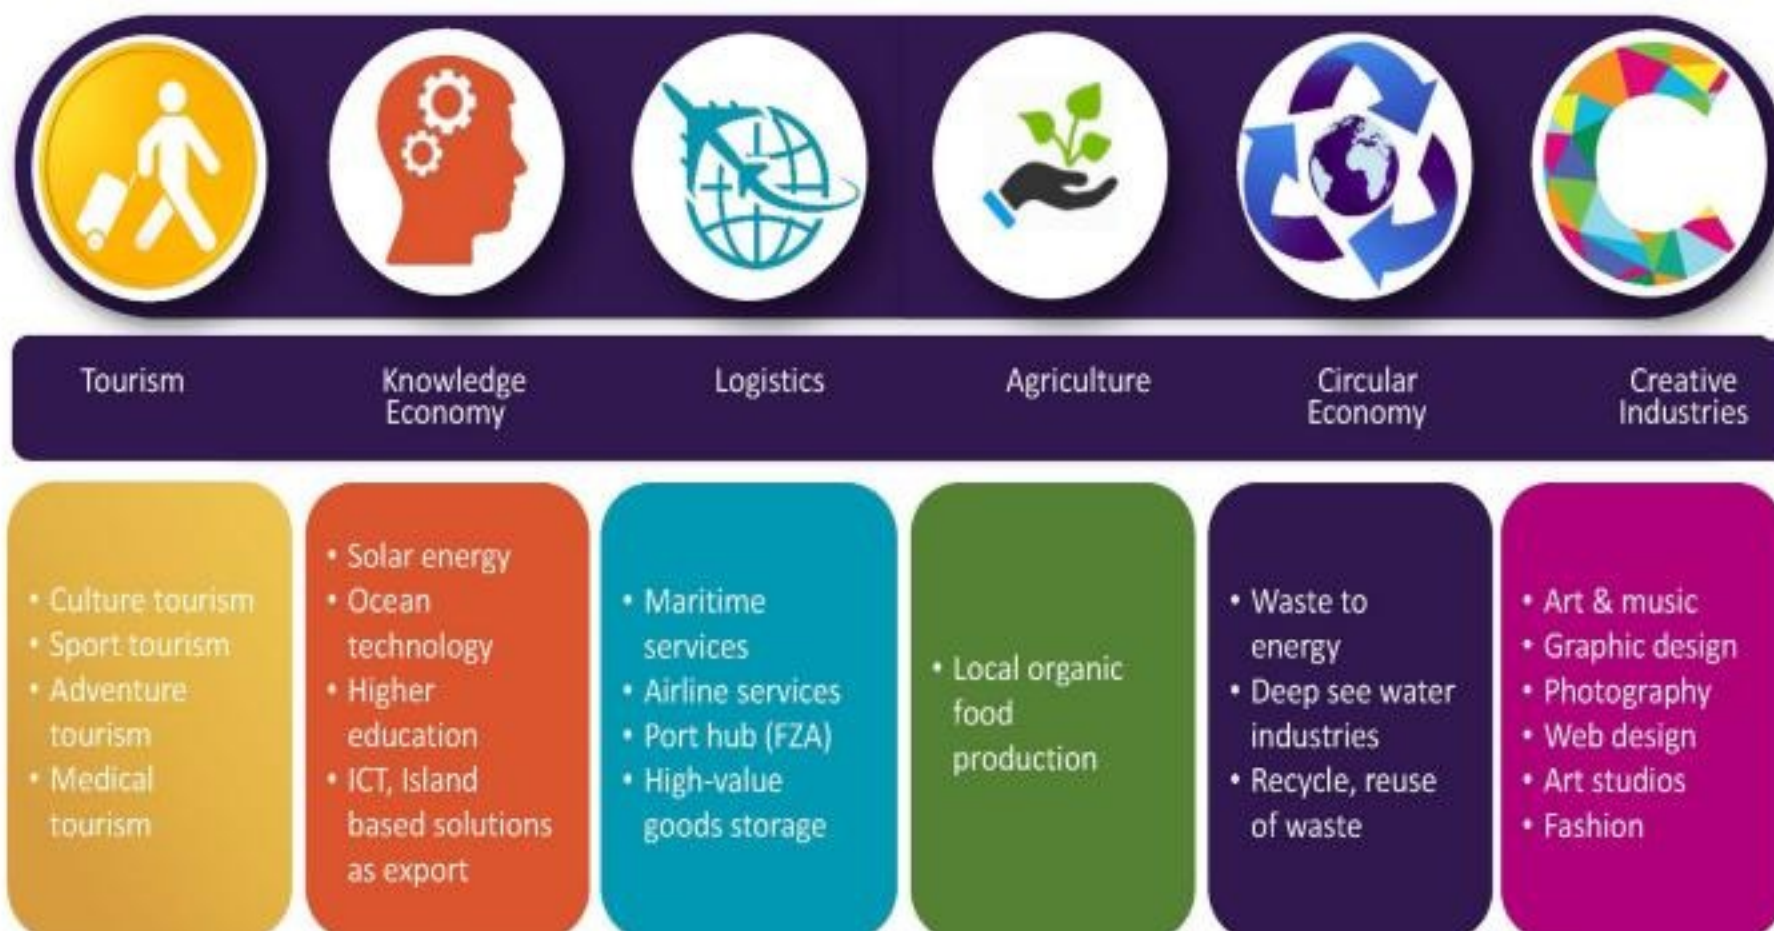 Tourism
Knowledge
Economy
Logistics
Agriculture
Circular
Economy
Creative
Industries
• Culture tourism
• Sport tourism
• Adventure
tourism
• Medical
tourism
• Solar energy
• Ocean
technology
• Higher
education
• ICT, Island
based solutions
as export
• Maritime
services
• Airline services
• Port hub (FZA)
• High-value
goods storage
• Local organic
food
production
• Waste to
energy
• Deep see water
industries
• Recycle, reuse
of waste
• Art & music
• Graphic design
• Photography
• Web design
• Art studios
• Fashion